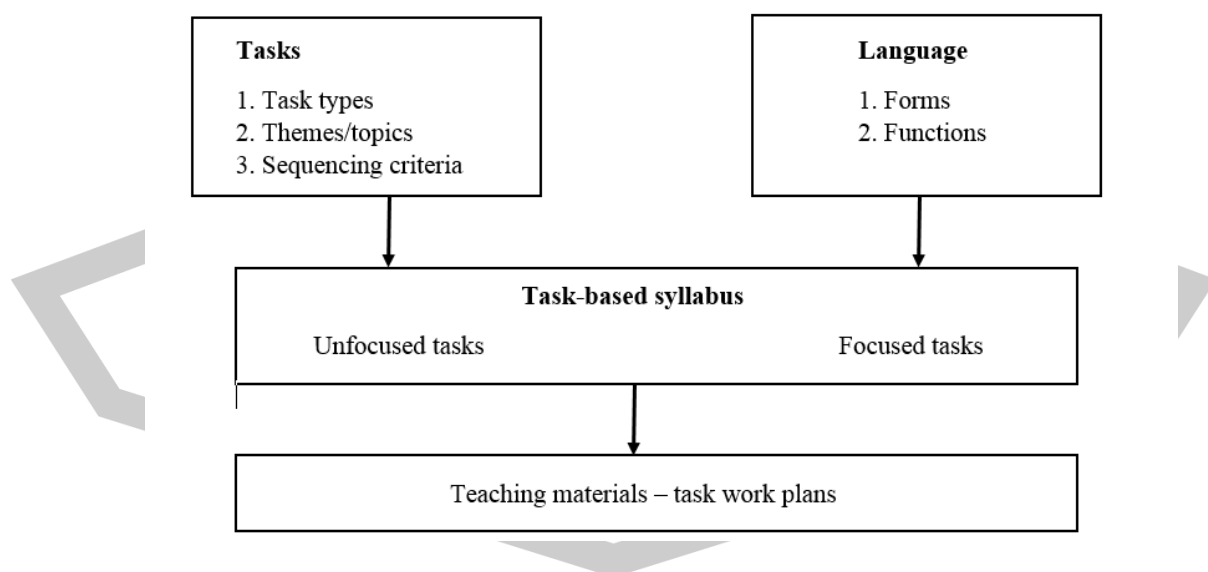 Tasks
1. Task types
2. Themes/topics
3. Sequencing criteria
Language
1. Forms
2. Functions
Task-based syllabus
Unfocused tasks
Focused tasks
Teaching materials – task work plans